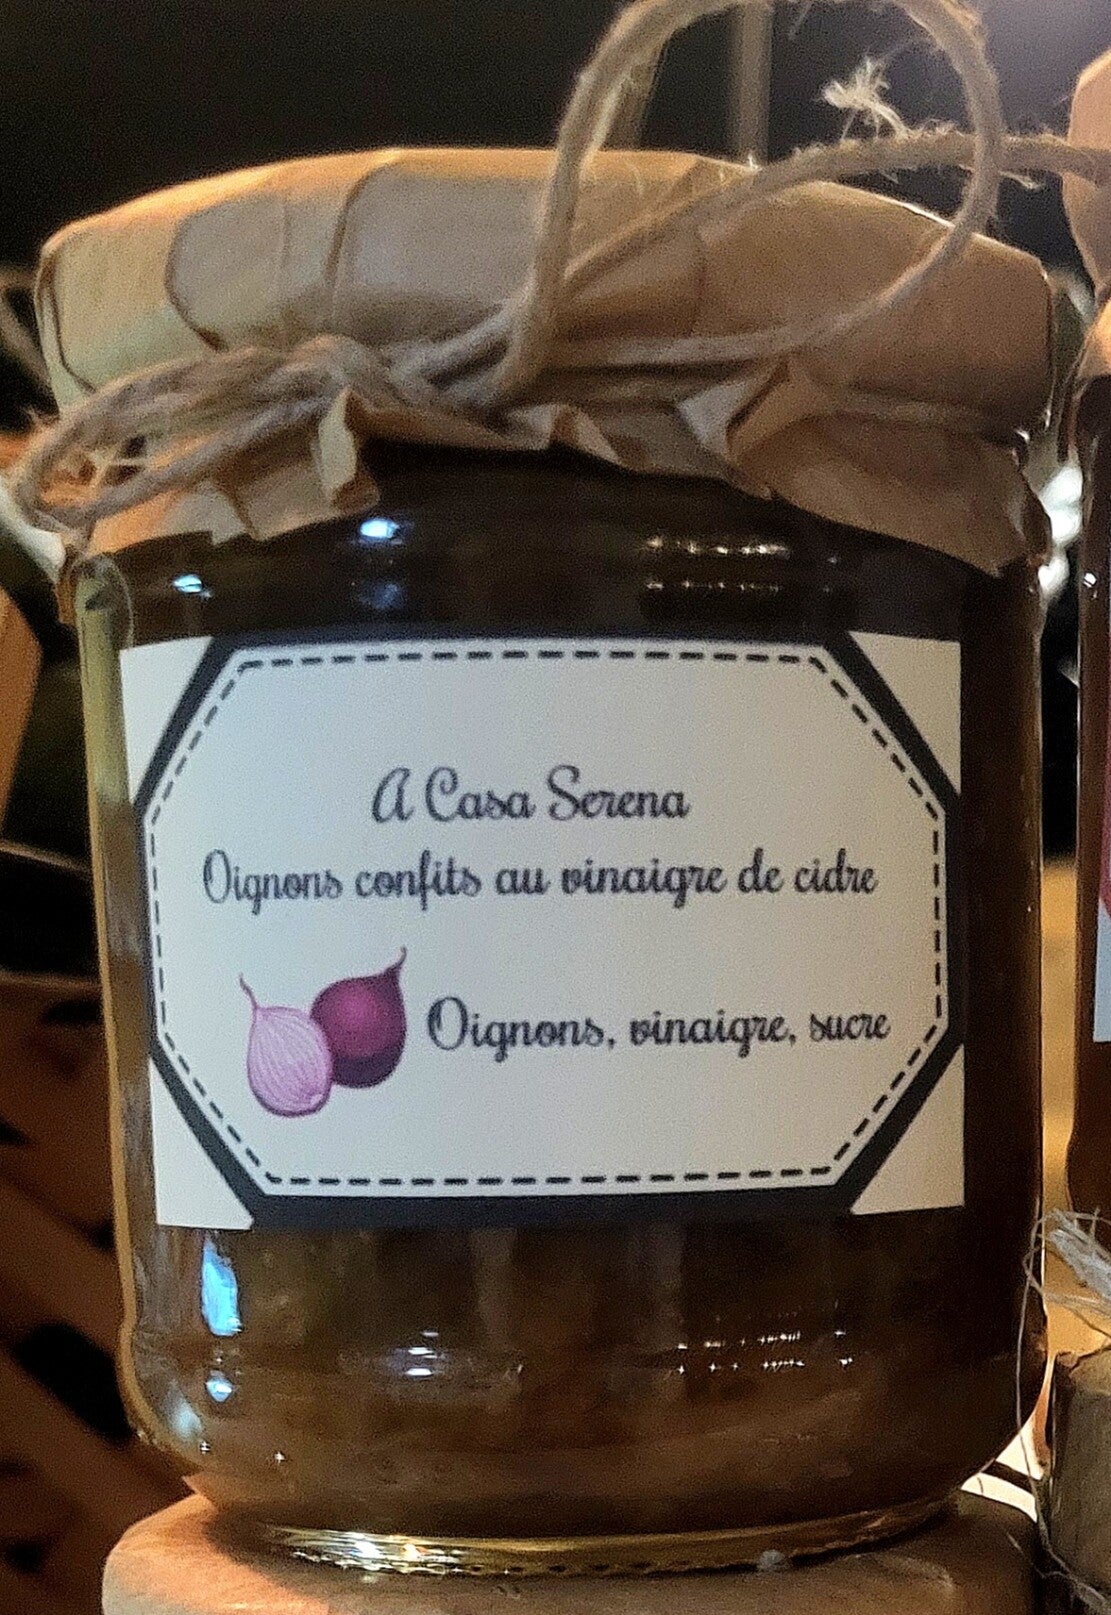 A Casa Serena
Oignons confits au vinaigre de cidre
Oignons, vinaigre, sucre